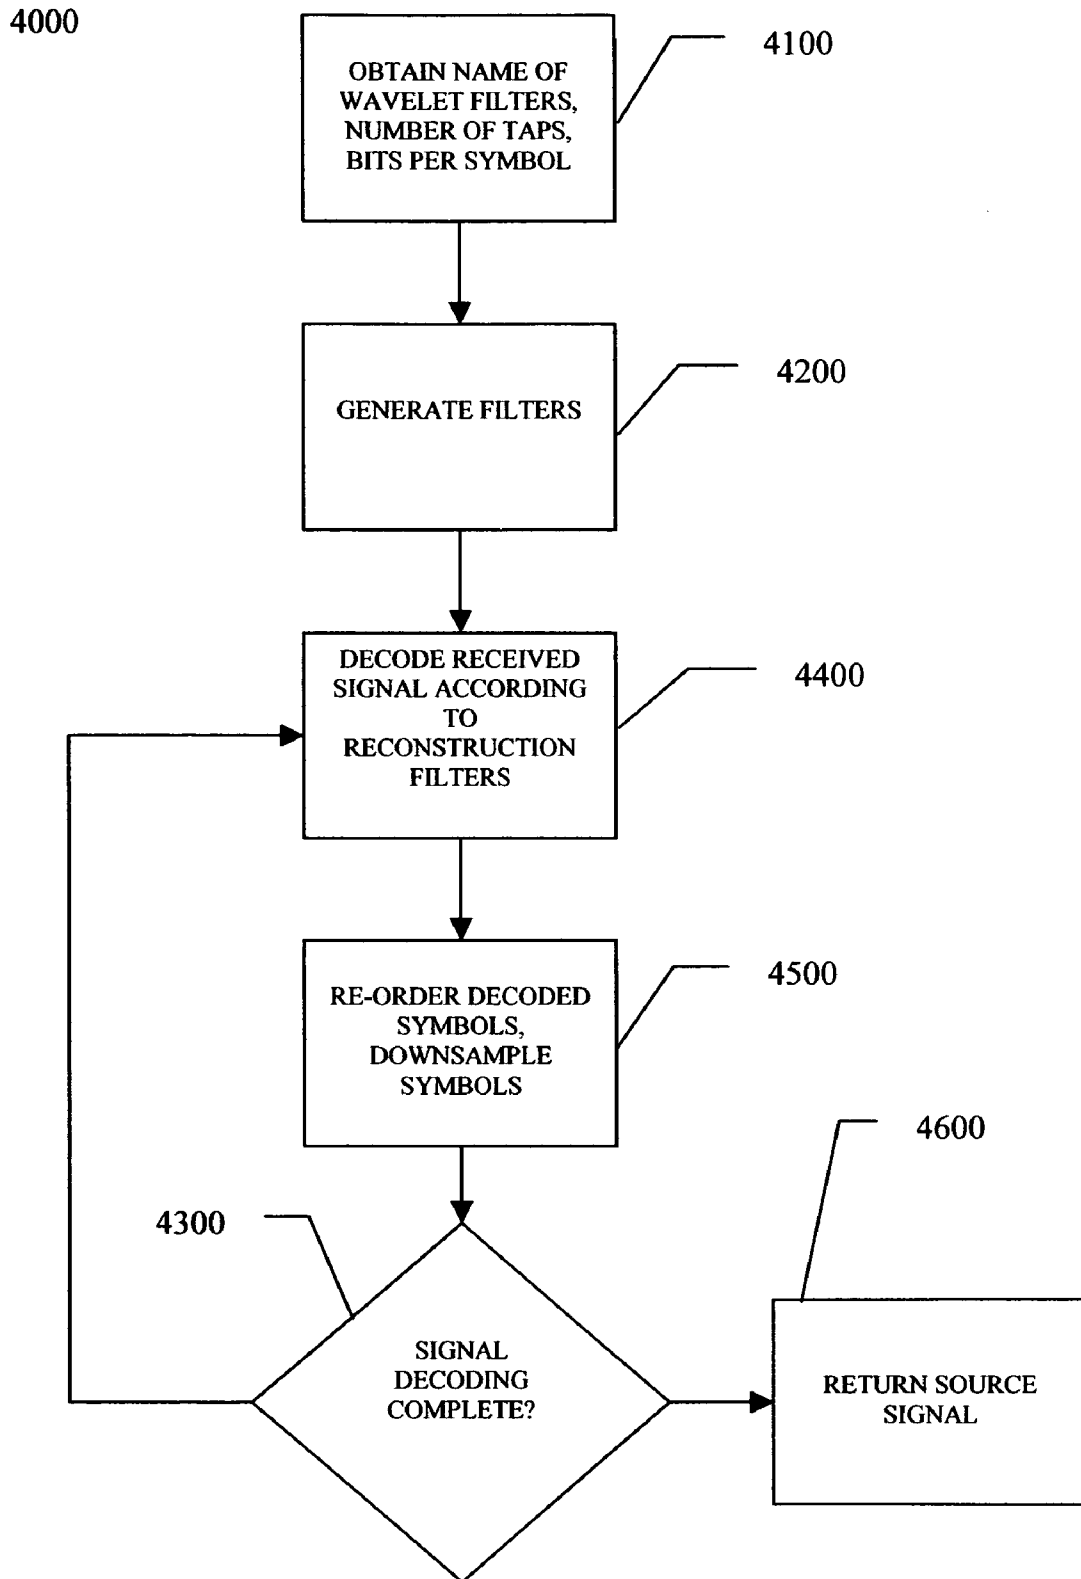 4000
OBTAIN NAME OF
WAVELET FILTERS,
NUMBER OF TAPS,
BITS PER SYMBOL
4100
GENERATE FILTERS
4200
DECODE RECEIVED
SIGNAL ACCORDING
TO
RECONSTRUCTION
FILTERS
4400
RE-ORDER DECODED
SYMBOLS,
DOWNSAMPLE
SYMBOLS
4500
4300
SIGNAL
DECODING
COMPLETE?
4600
RETURN SOURCE
SIGNAL